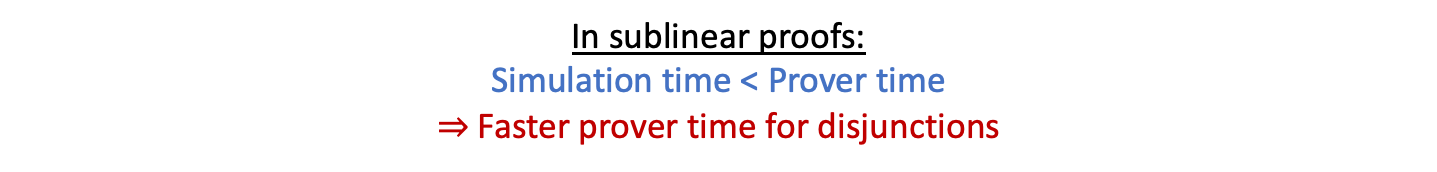 In sublinear proofs:
Simulation time < Prover time
⇒ Faster prover time for disjunctions